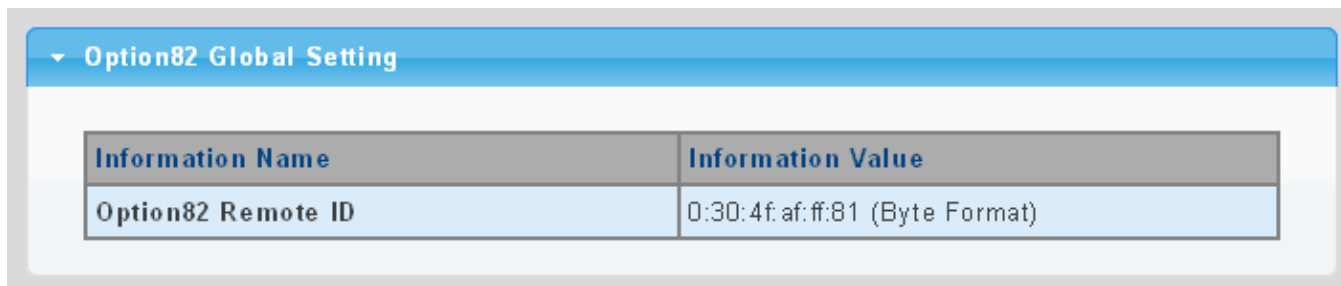 Option82 Global Setting
Information Name Information Value
Option82 Remote ID 0:30:4f:af:ff:81 (Byte Format)